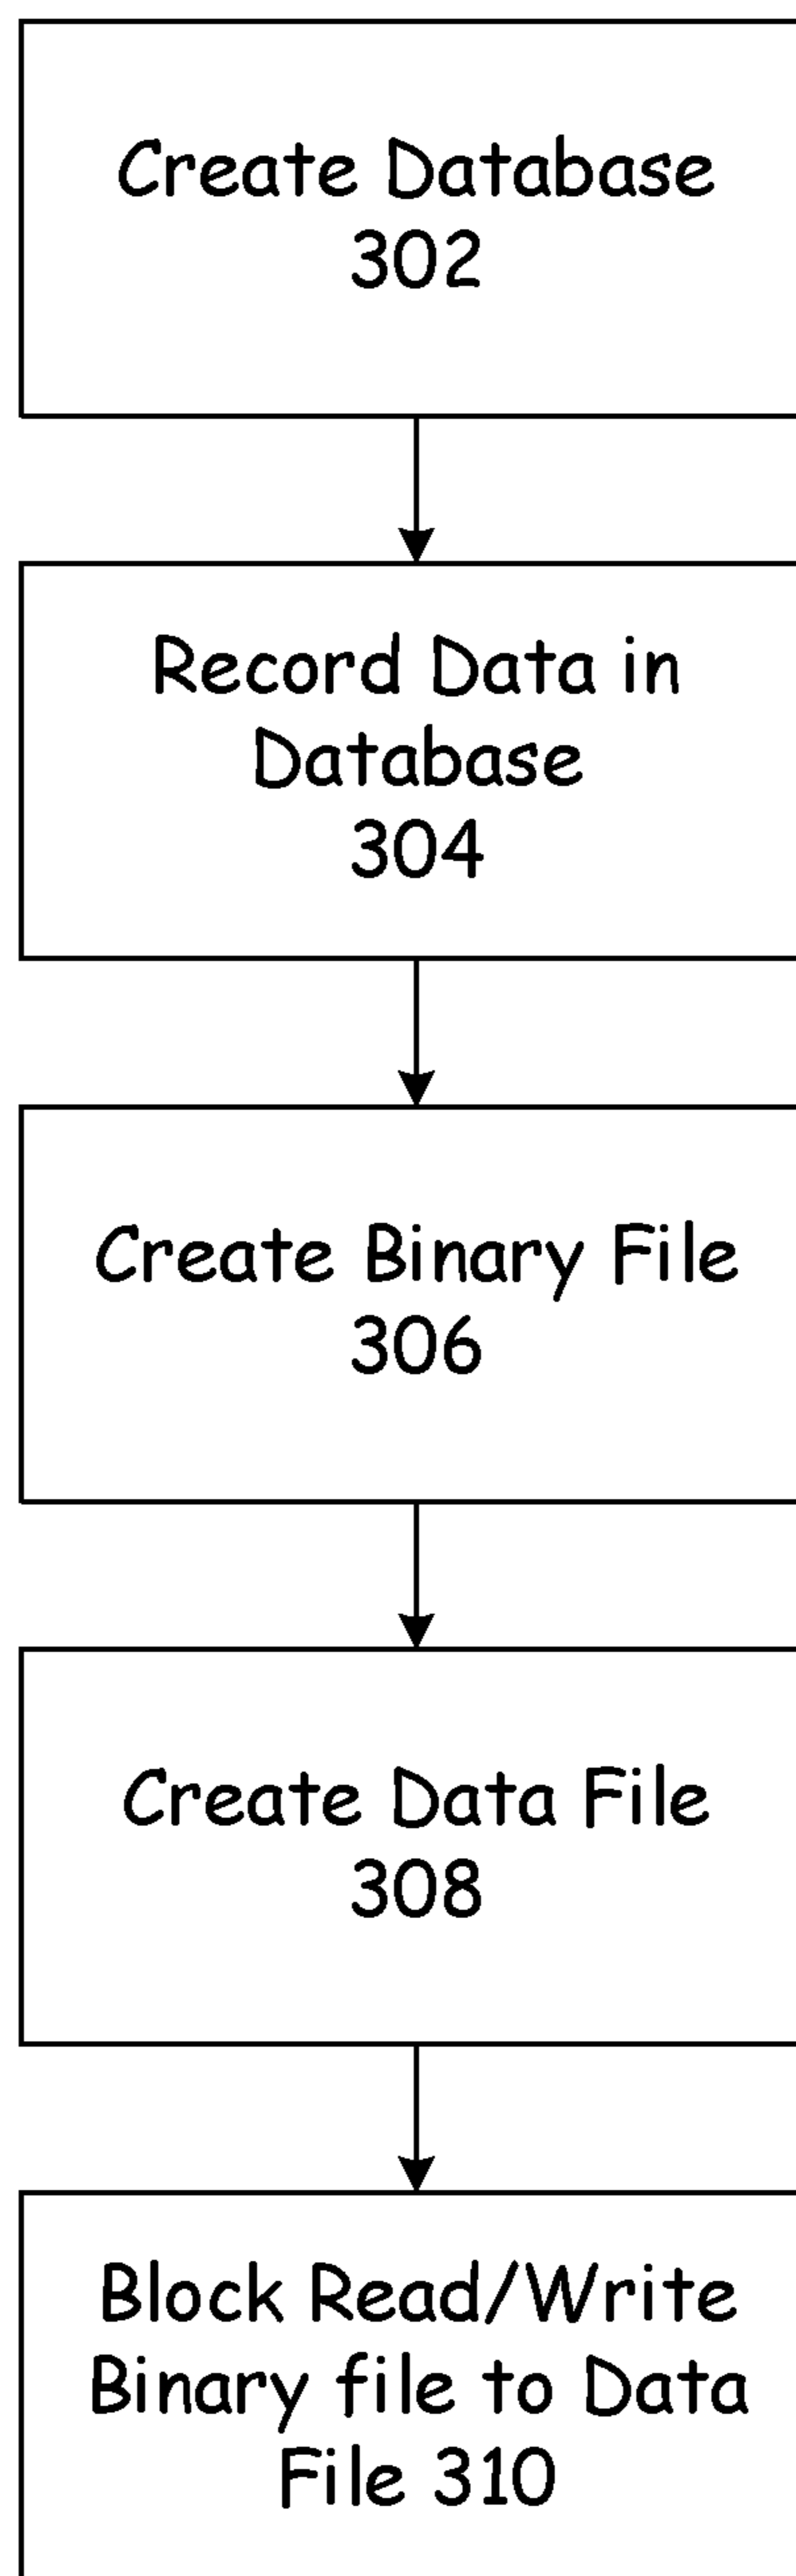 Create Database
302
Record Data in
Database
304
Create Binary File
306
Create Data File
308
Block Read/Write
Binary file to Data
File 310